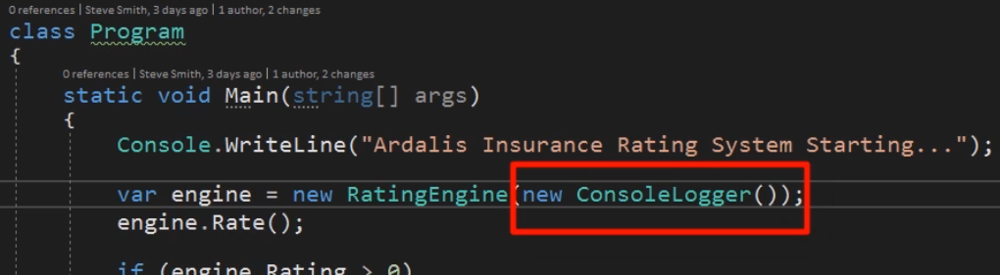 0 references | Steve Smith, 3 days ago | 1 author, 2 changes
class Program
{
0 references | Steve Smith, 3 days ago | 1 author, 2 changes
static void Main(string[] args)
{
Console.WriteLine("Ardalis Insurance Rating System Starting...");
var engine = new RatingEngine(new ConsoleLogger());
engine.Rate();
if (engine.Rating > 0)